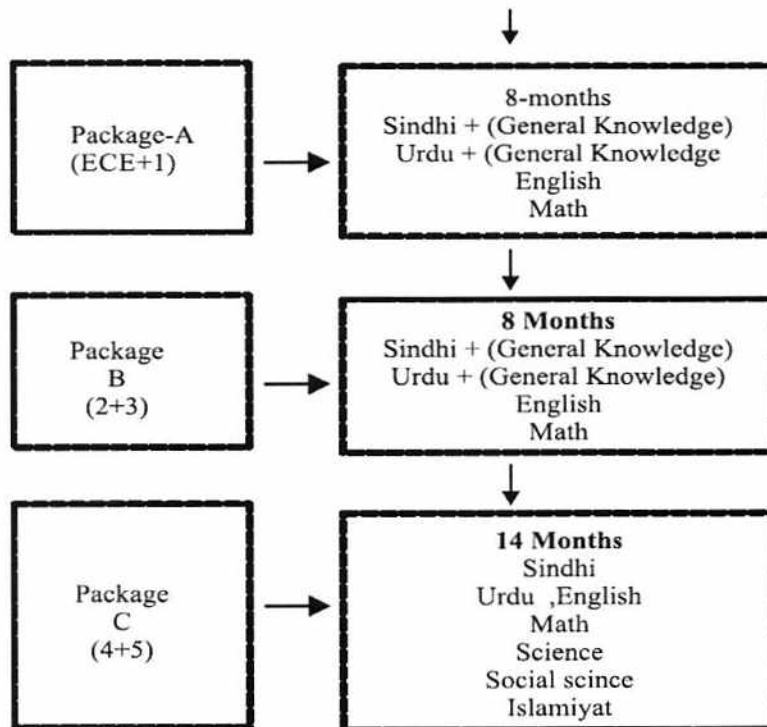 Package-A
(ECE+1)
8-months
Sindhi + (General Knowledge)
Urdu + (General Knowledge
English
Math
Package
B
(2+3)
8 Months
Sindhi + (General Knowledge)
Urdu + (General Knowledge)
English
Math
Package
C
(4+5)
14 Months
Sindhi
Urdu ,English
Math
Science
Social scince
Islamiyat